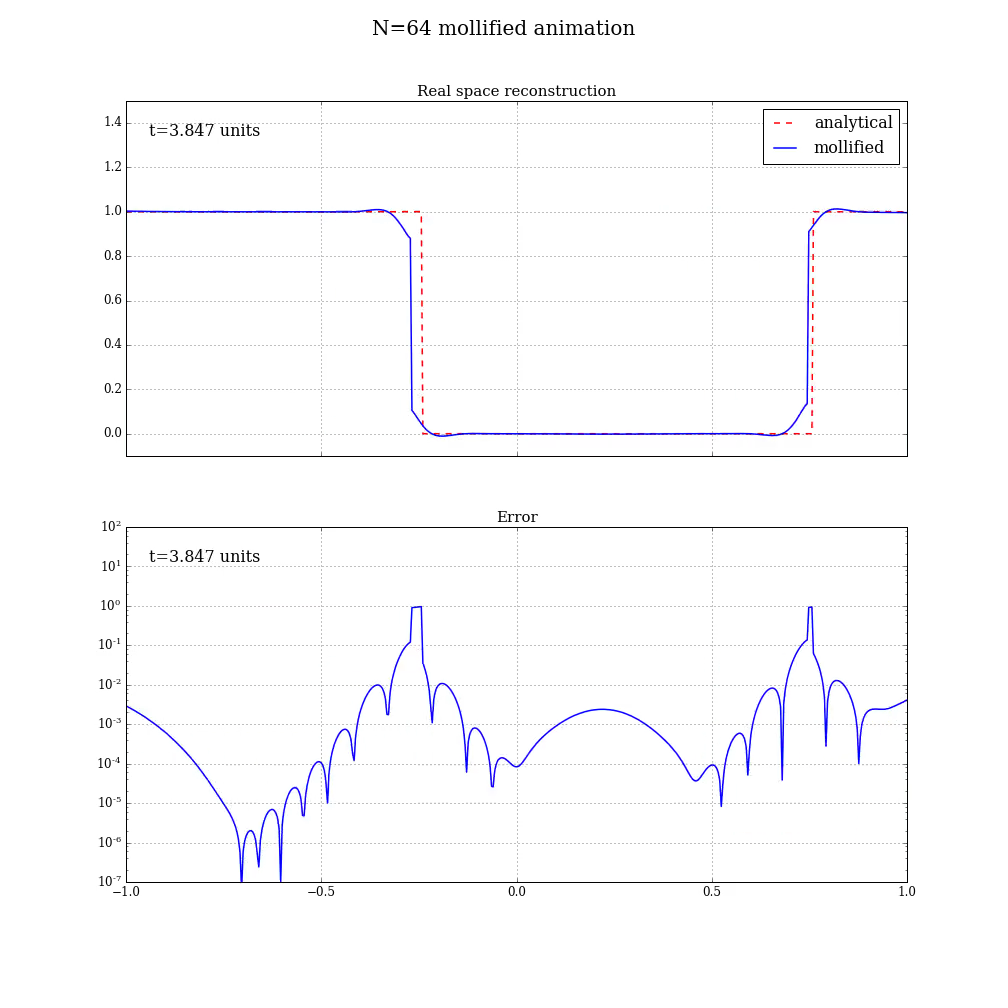 N=64 mollified animation
Real space reconstruction
t=3.847 units
analytical
mollified
1.4
1.2
1.0
0.8
0.6
0.4
0.2
0.0
Error
t=3.847 units
10²
10¹
10⁰
10⁻¹
10⁻²
10⁻³
10⁻⁴
10⁻⁵
10⁻⁶
10⁻⁷
−1.0 −0.5 0.0 0.5 1.0